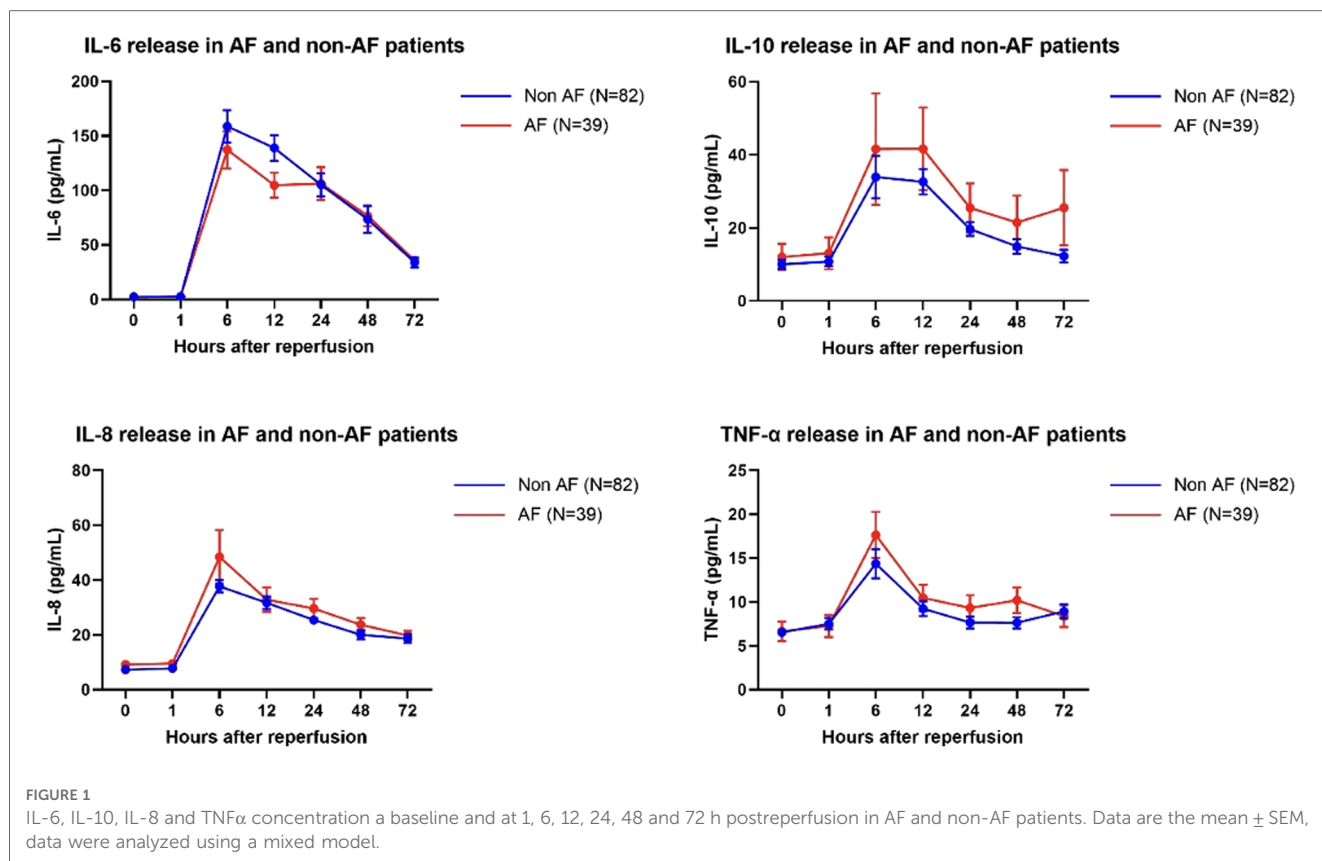 IL-6 release in AF and non-AF patients
200
150
100
50
0
IL-6 (pg/mL)
0 1 6 12 24 48 72
Hours after reperfusion
Non AF (N=82)
AF (N=39)
IL-10 release in AF and non-AF patients
60
40
20
0
IL-10 (pg/mL)
0 1 6 12 24 48 72
Hours after reperfusion
Non AF (N=82)
AF (N=39)
IL-8 release in AF and non-AF patients
80
60
40
20
0
IL-8 (pg/mL)
0 1 6 12 24 48 72
Hours after reperfusion
Non AF (N=82)
AF (N=39)
TNF-α release in AF and non-AF patients
25
20
15
10
5
0
TNF-α (pg/mL)
0 1 6 12 24 48 72
Hours after reperfusion
Non AF (N=82)
AF (N=39)
FIGURE 1
IL-6, IL-10, IL-8 and TNFα concentration a baseline and at 1, 6, 12, 24, 48 and 72 h postreperfusion in AF and non-AF patients. Data are the mean ± SEM,
data were analyzed using a mixed model.